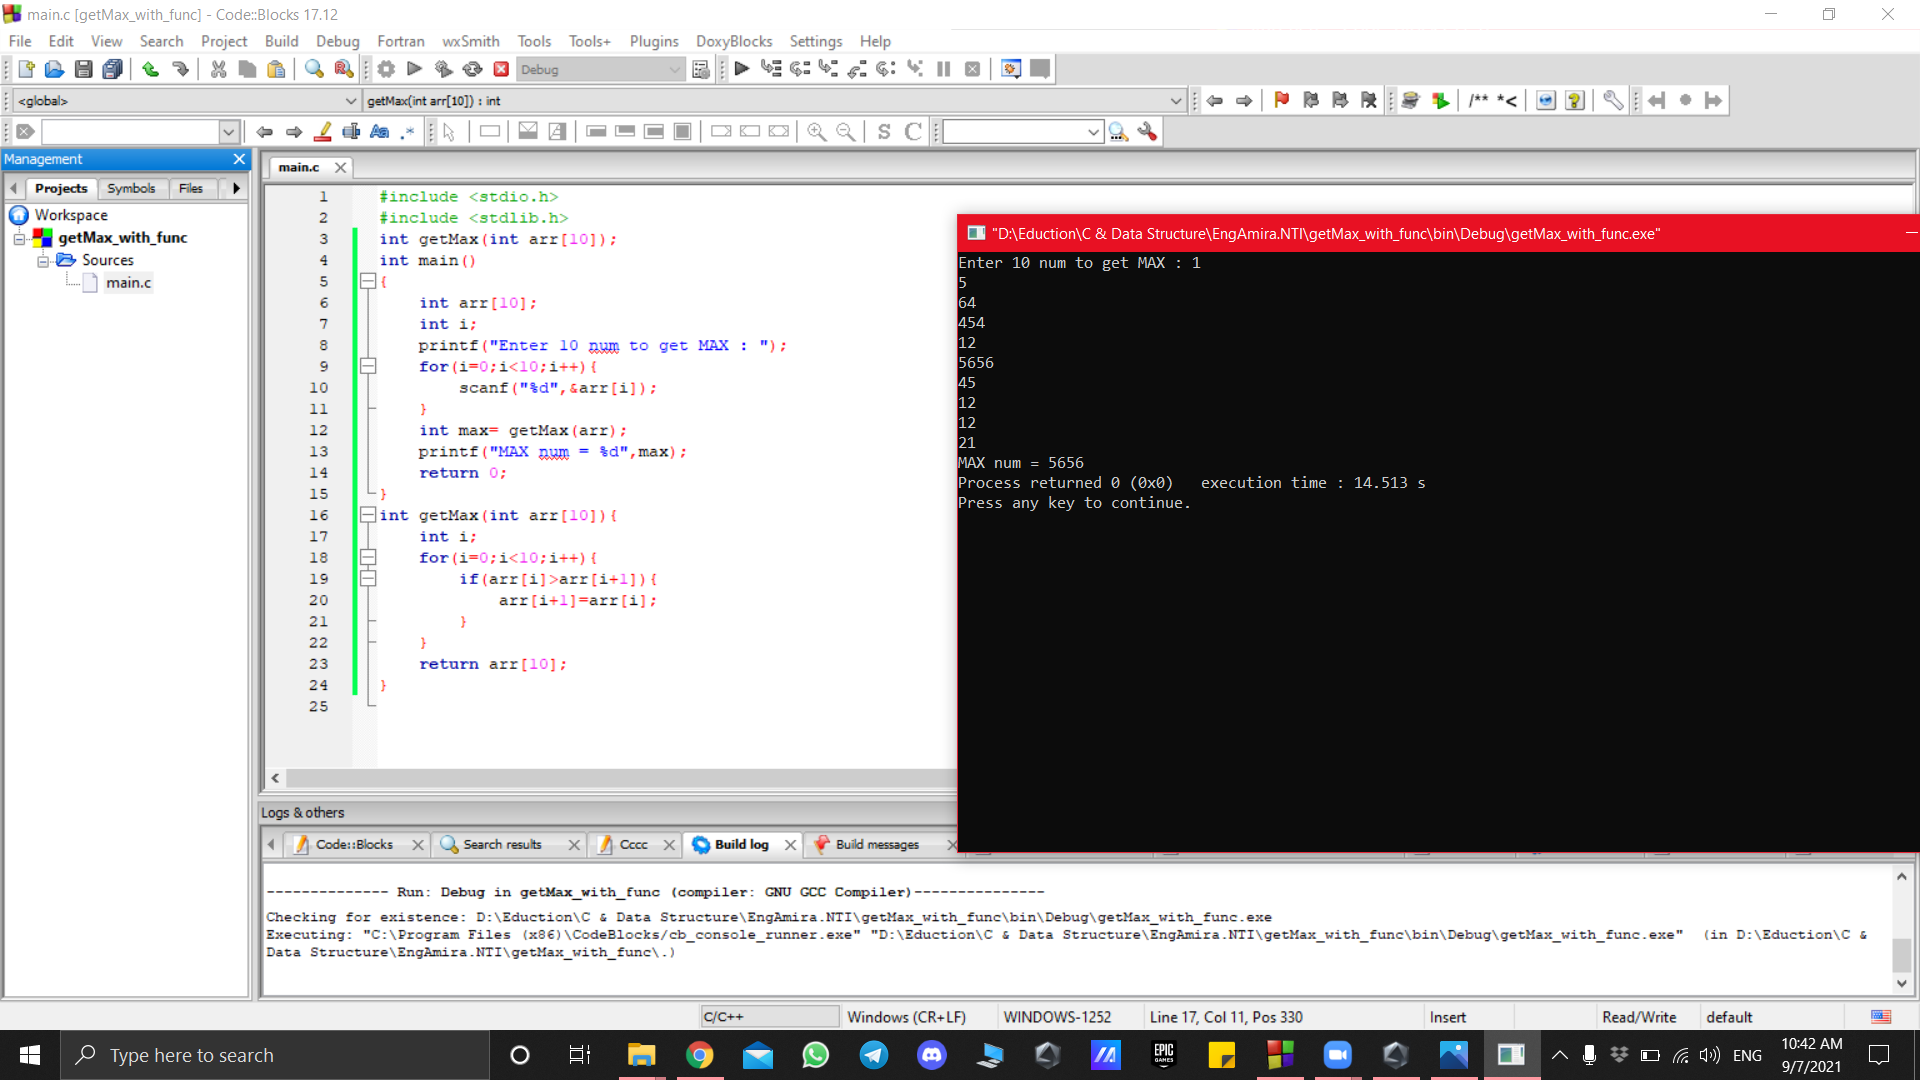 main.c [getMax_with_func] - Code::Blocks 17.12
File Edit View Search Project Build Debug Fortran wxSmith Tools Tools+ Plugins DoxyBlocks Settings Help
Debug
<global> getMax(int arr[10]) : int
/** *<
S C
Management
main.c
Projects Symbols Files
Workspace
getMax_with_func
Sources
main.c
1 #include <stdio.h>
2 #include <stdlib.h>
3 int getMax(int arr[10]);
4 int main()
5 {
6 int arr[10];
7 int i;
8 printf("Enter 10 num to get MAX : ");
9 for(i=0;i<10;i++){
10 scanf("%d",&arr[i]);
11 }
12 int max= getMax(arr);
13 printf("MAX num = %d",max);
14 return 0;
15 }
16 int getMax(int arr[10]){
17 int i;
18 for(i=0;i<10;i++){
19 if(arr[i]>arr[i+1]){
20 arr[i+1]=arr[i];
21 }
22 }
23 return arr[10];
24 }
25
"D:\Eduction\C & Data Structure\EngAmira.NTI\getMax_with_func\bin\Debug\getMax_with_func.exe"
Enter 10 num to get MAX : 1
5
64
454
12
5656
45
12
12
21
MAX num = 5656
Process returned 0 (0x0) execution time : 14.513 s
Press any key to continue.
Logs & others
Code::Blocks Search results Cccc Build log Build messages
-------------- Run: Debug in getMax_with_func (compiler: GNU GCC Compiler)---------------
Checking for existence: D:\Eduction\C & Data Structure\EngAmira.NTI\getMax_with_func\bin\Debug\getMax_with_func.exe
Executing: "C:\Program Files (x86)\CodeBlocks/cb_console_runner.exe" "D:\Eduction\C & Data Structure\EngAmira.NTI\getMax_with_func\bin\Debug\getMax_with_func.exe" (in D:\Eduction\C &
Data Structure\EngAmira.NTI\getMax_with_func\.)
C/C++ Windows (CR+LF) WINDOWS-1252 Line 17, Col 11, Pos 330 Insert Read/Write default
Type here to search
EPIC GAMES
ENG
10:42 AM
9/7/2021